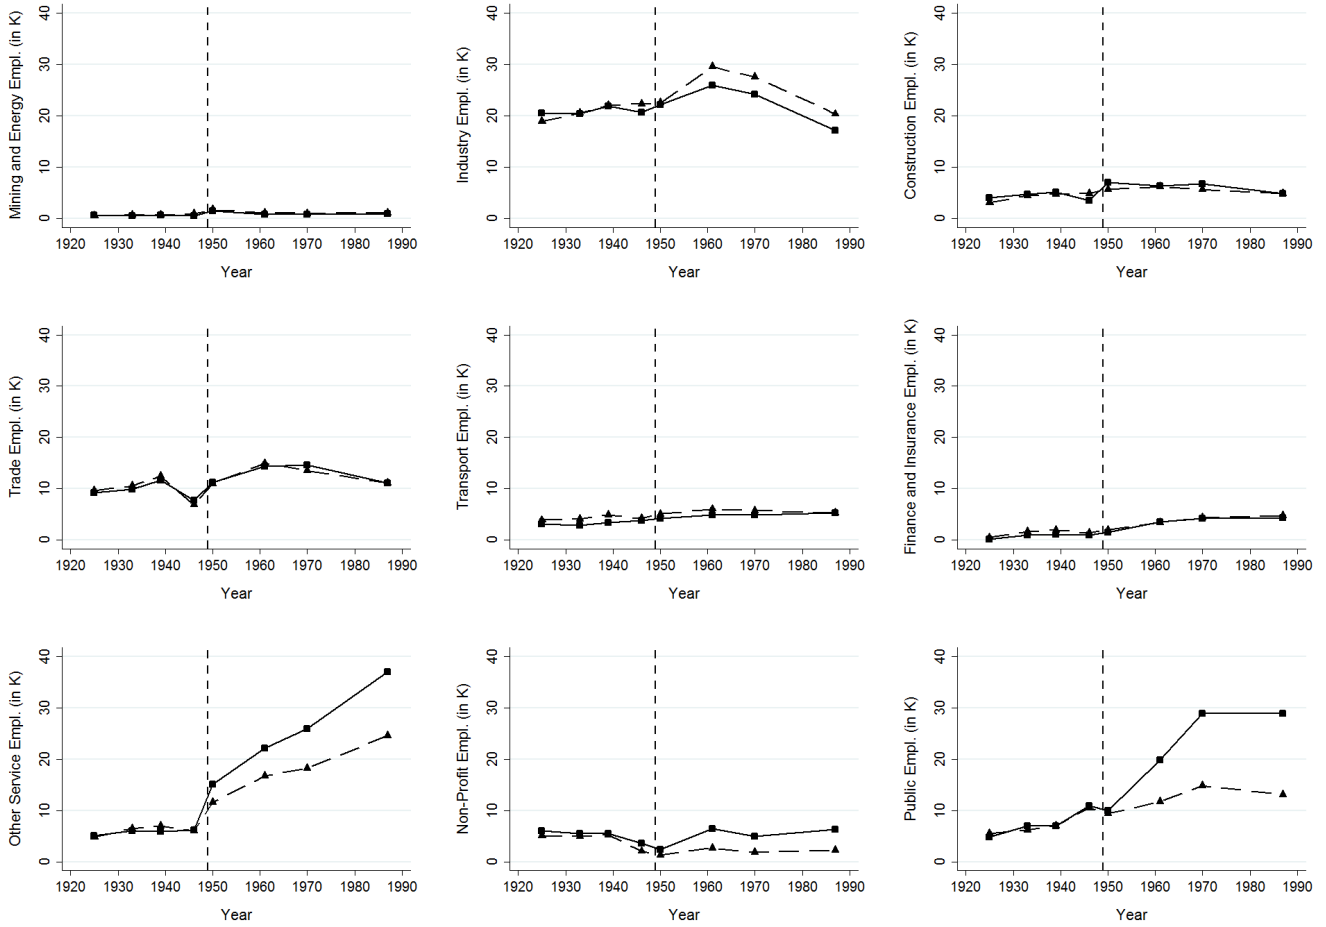 Mining and Energy Empl. (in K)
0 10 20 30 40
1920 1930 1940 1950 1960 1970 1980 1990
Year
Industry Empl. (in K)
0 10 20 30 40
1920 1930 1940 1950 1960 1970 1980 1990
Year
Construction Empl. (in K)
0 10 20 30 40
1920 1930 1940 1950 1960 1970 1980 1990
Year
Trade Empl. (in K)
0 10 20 30 40
1920 1930 1940 1950 1960 1970 1980 1990
Year
Transport Empl. (in K)
0 10 20 30 40
1920 1930 1940 1950 1960 1970 1980 1990
Year
Finance and Insurance Empl. (in K)
0 10 20 30 40
1920 1930 1940 1950 1960 1970 1980 1990
Year
Other Service Empl. (in K)
0 10 20 30 40
1920 1930 1940 1950 1960 1970 1980 1990
Year
Non-Profit Empl. (in K)
0 10 20 30 40
1920 1930 1940 1950 1960 1970 1980 1990
Year
Public Empl. (in K)
0 10 20 30 40
1920 1930 1940 1950 1960 1970 1980 1990
Year